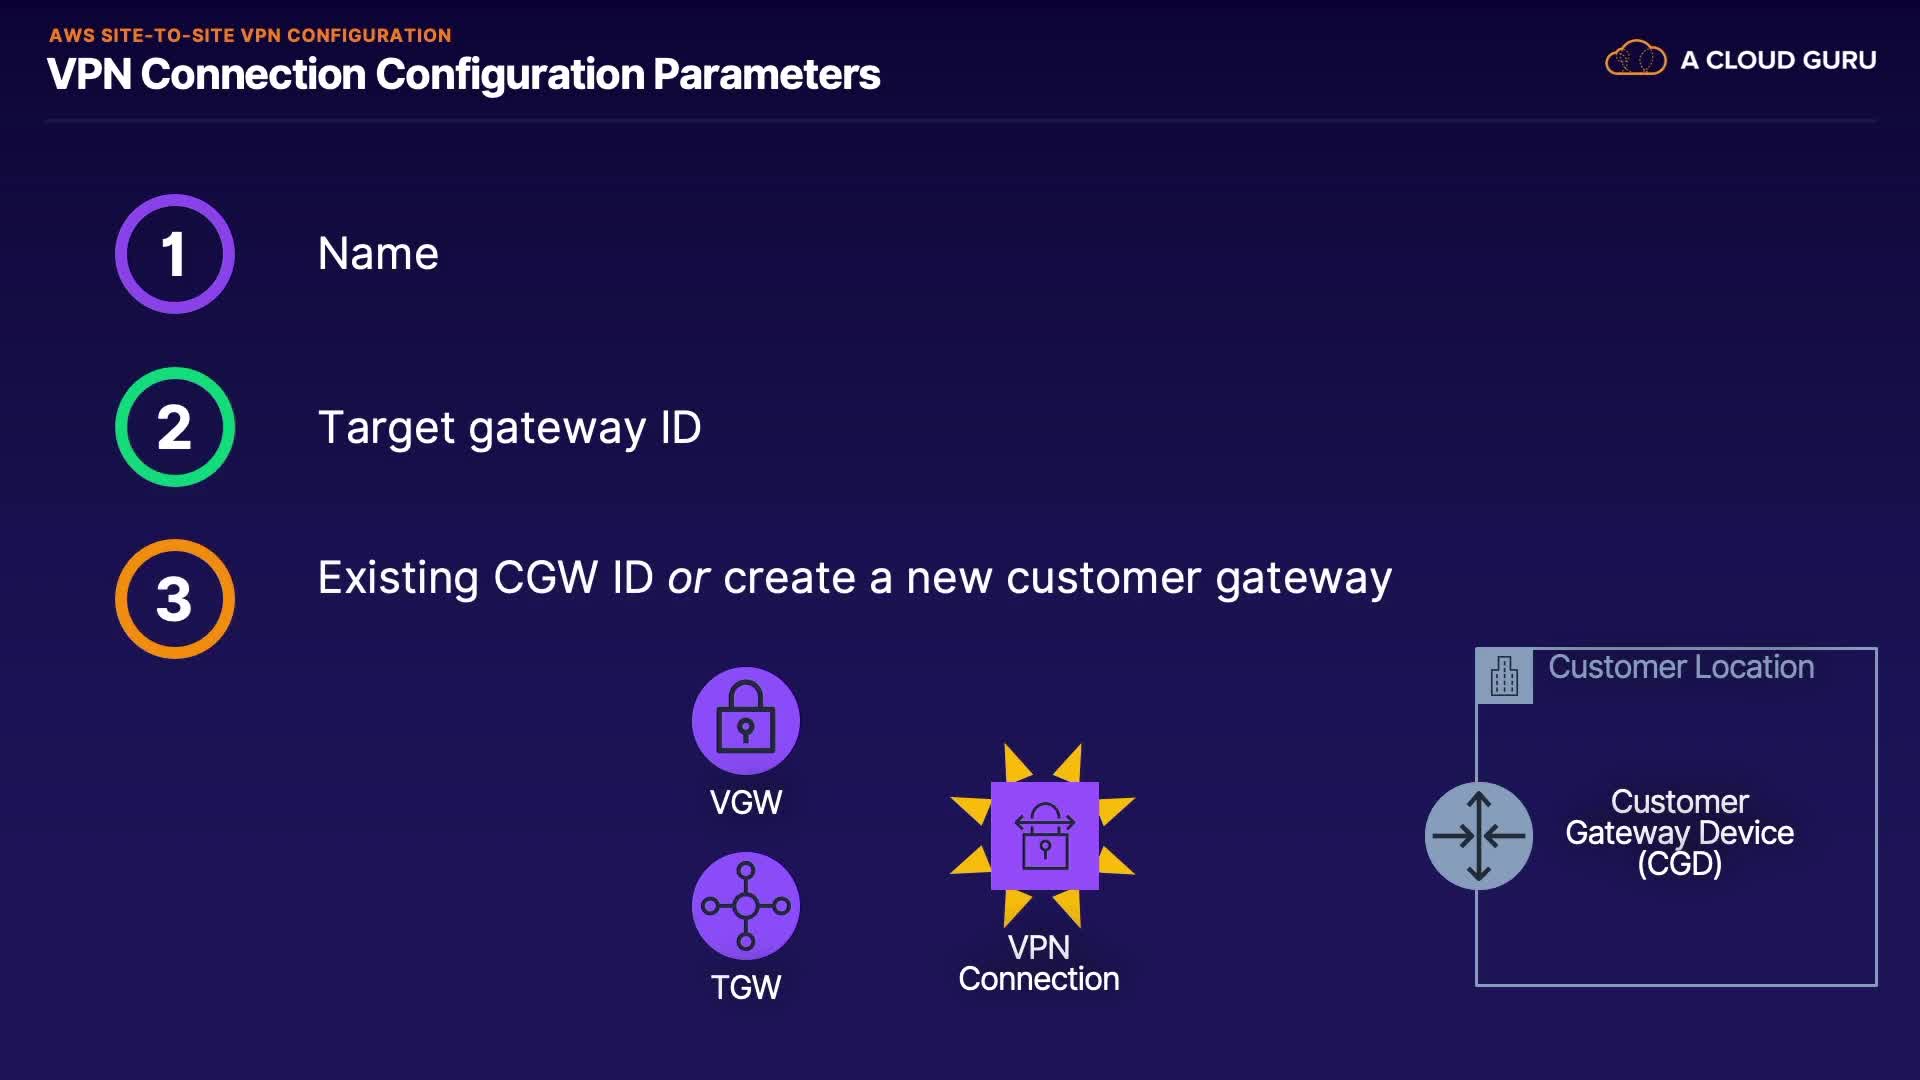 AWS SITE-TO-SITE VPN CONFIGURATION
VPN Connection Configuration Parameters
A CLOUD GURU
1
Name
2
Target gateway ID
3
Existing CGW ID or create a new customer gateway
VGW
TGW
VPN
Connection
Customer Location
Customer
Gateway Device
(CGD)